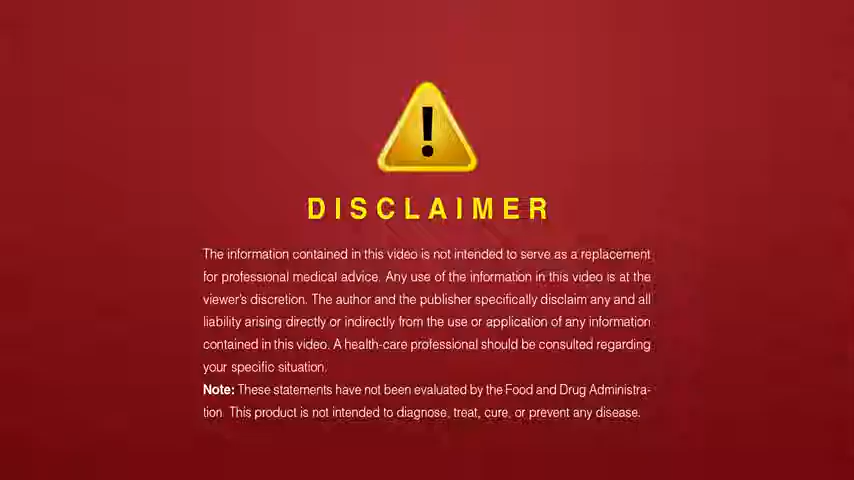 !
DISCLAIMER
The information contained in this video is not intended to serve as a replacement
for professional medical advice. Any use of the information in this video is at the
viewer's discretion. The author and the publisher specifically disclaim any and all
liability arising directly or indirectly from the use or application of any information
contained in this video. A health-care professional should be consulted regarding
your specific situation.
Note: These statements have not been evaluated by the Food and Drug Administra-
tion. This product is not intended to diagnose, treat, cure, or prevent any disease.